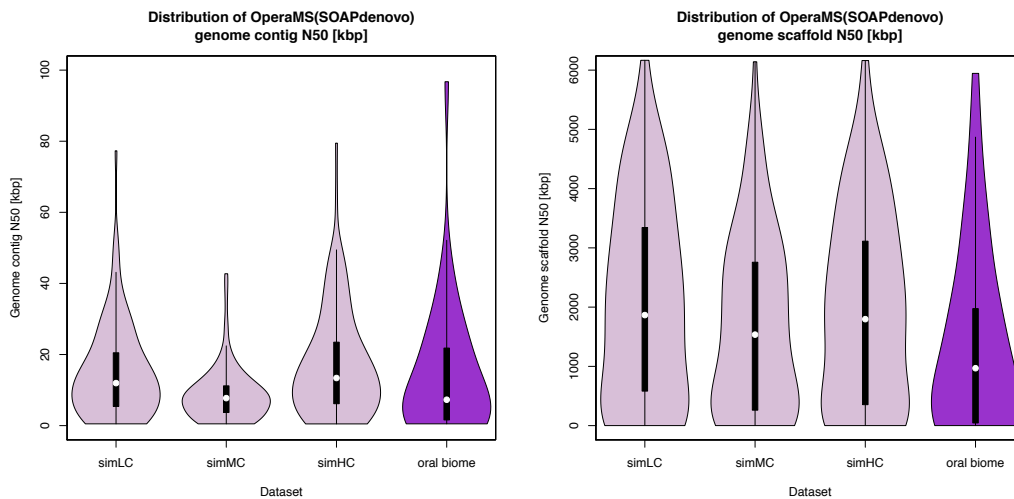 Distribution of OperaMS(SOAPdenovo)
genome contig N50 [kbp]
Genome contig N50 [kbp]
100
80
60
40
20
0
simLC simMC simHC oral biome
Dataset
Distribution of OperaMS(SOAPdenovo)
genome scaffold N50 [kbp]
Genome scaffold N50 [kbp]
6000
5000
4000
3000
2000
1000
0
simLC simMC simHC oral biome
Dataset